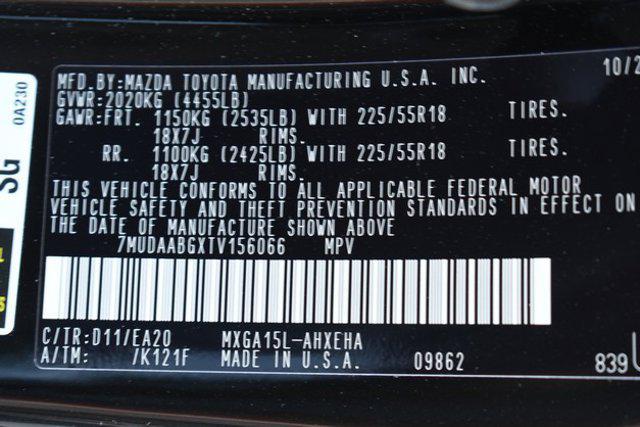 MFD.BY:MAZDA TOYOTA MANUFACTURING U.S.A. INC. 10/2
GVWR:2020KG (4455LB)
GAWR:FRT. 1150KG (2535LB) WITH 225/55R18 TIRES.
18X7J RIMS.
RR. 1100KG (2425LB) WITH 225/55R18 TIRES.
18X7J RIMS.
THIS VEHICLE CONFORMS TO ALL APPLICABLE FEDERAL MOTOR
VEHICLE SAFETY AND THEFT PREVENTION STANDARDS IN EFFECT ON
THE DATE OF MANUFACTURE SHOWN ABOVE
7MUDAABGXTV156066 MPV
C/TR:D11/EA20 MXGA15L-AHXEHA
A/TM: /K121F MADE IN U.S.A. 09862
839
0A230
SG